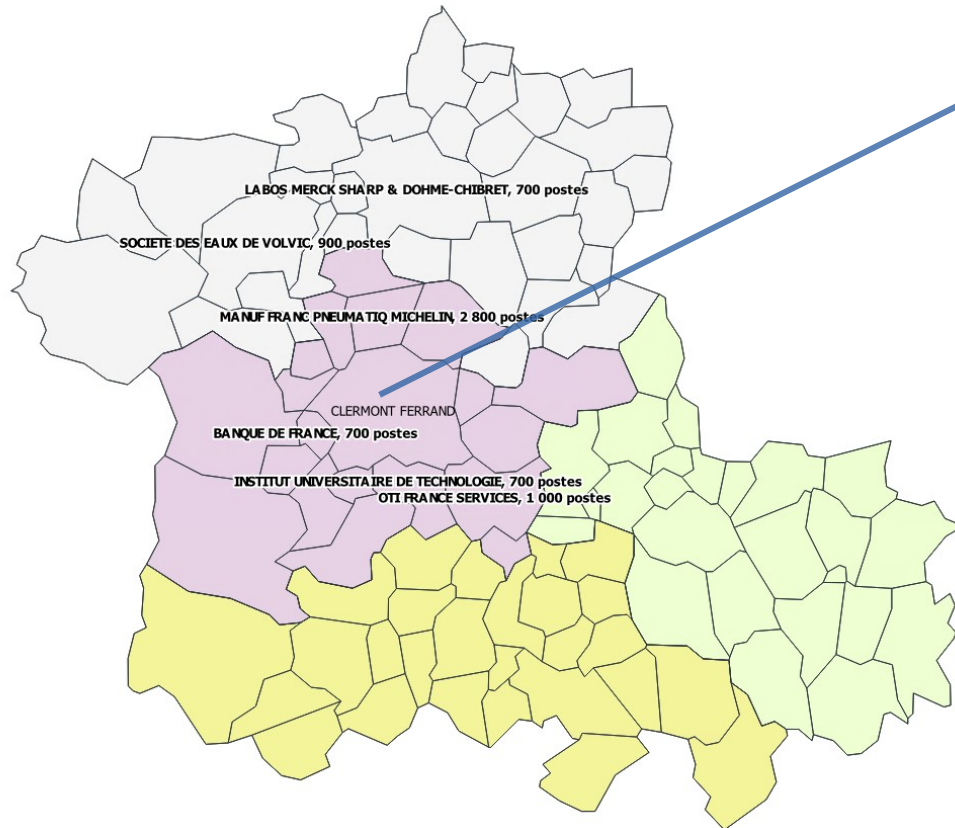 LABOS MERCK SHARP & DOHME-CHIBRET, 700 postes
SOCIETE DES EAUX DE VOLVIC, 900 postes
MANUF FRANC PNEUMATIQ MICHELIN, 2 800 postes
CLERMONT FERRAND
BANQUE DE FRANCE, 700 postes
INSTITUT UNIVERSITAIRE DE TECHNOLOGIE, 700 postes
OTI FRANCE SERVICES, 1 000 postes